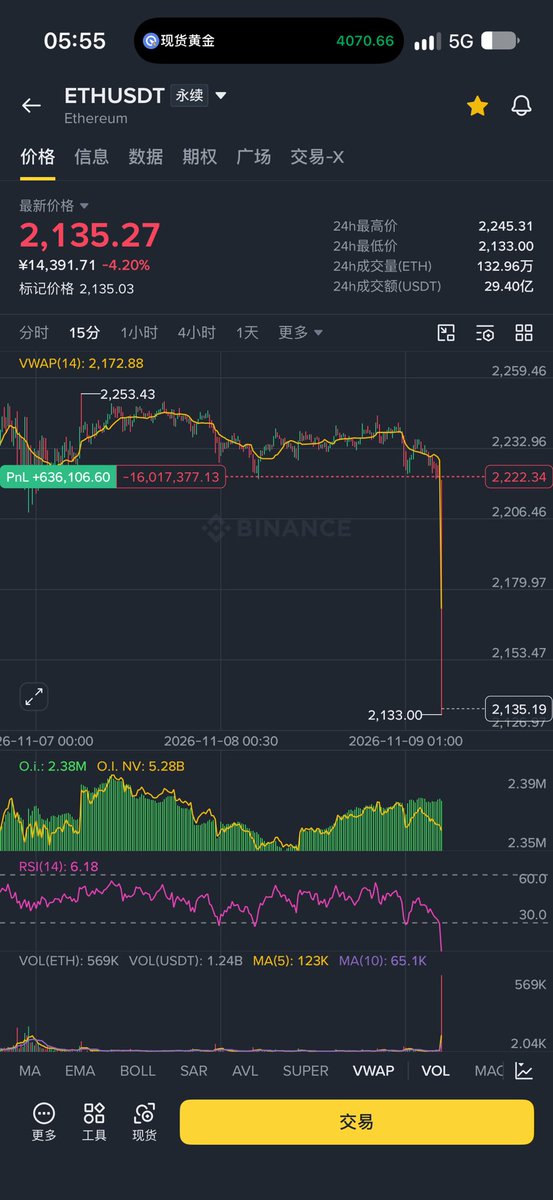 05:55
现货黄金 4070.66
5G
ETHUSDT 永续
Ethereum
价格 信息 数据 期权 广场 交易-X
最新价格
2,135.27
¥14,391.71 -4.20%
标记价格 2,135.03
24h最高价 2,245.31
24h最低价 2,133.00
24h成交量(ETH) 132.96万
24h成交额(USDT) 29.40亿
分时 15分 1小时 4小时 1天 更多
VWAP(14): 2,172.88
2,259.46
2,253.43
2,232.96
PnL +636,106.60 -16,017,377.13 2,222.34
2,206.46
BINANCE
2,179.97
2,153.47
2,135.19
2,133.00
2,126.97
26-11-07 00:00 2026-11-08 00:30 2026-11-09 01:00
O.i.: 2.38M O.I. NV: 5.28B
2.39M
2.35M
RSI(14): 6.18
60.0
30.0
VOL(ETH): 569K VOL(USDT): 1.24B MA(5): 123K MA(10): 65.1K
569K
2.04K
MA EMA BOLL SAR AVL SUPER VWAP VOL MAC
更多 工具 现货 交易